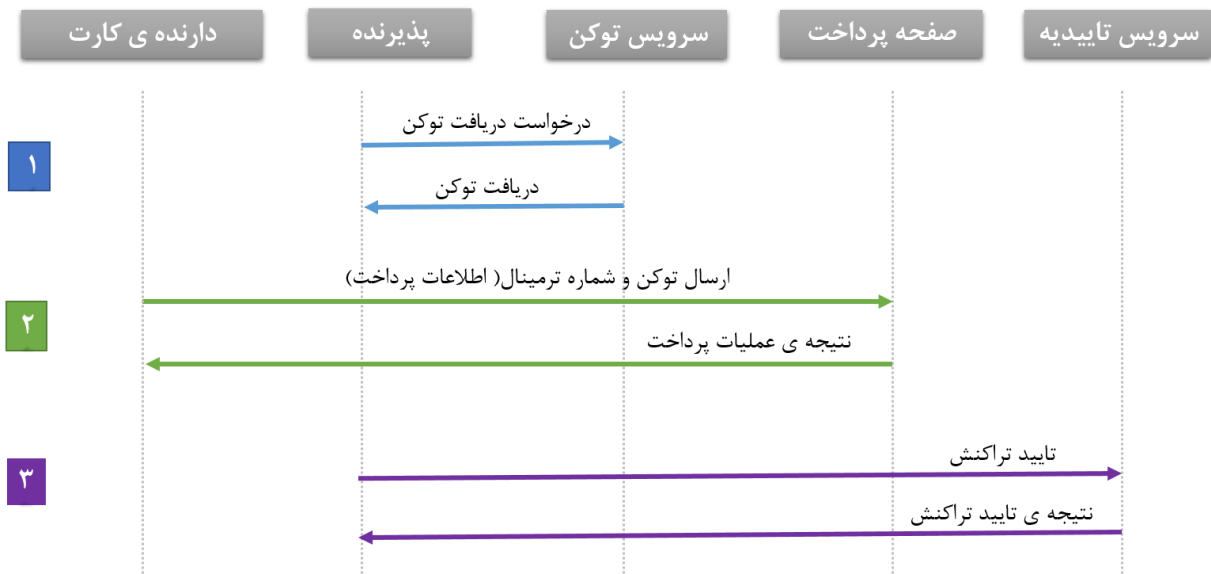 سرویس تاییدیه
صفحه پرداخت
سرویس توکن
پذیرنده
دارنده ی کارت
۱
درخواست دریافت توکن
دریافت توکن
۲
ارسال توکن و شماره ترمینال( اطلاعات پرداخت)
نتیجه ی عملیات پرداخت
۳
تایید تراکنش
نتیجه ی تایید تراکنش